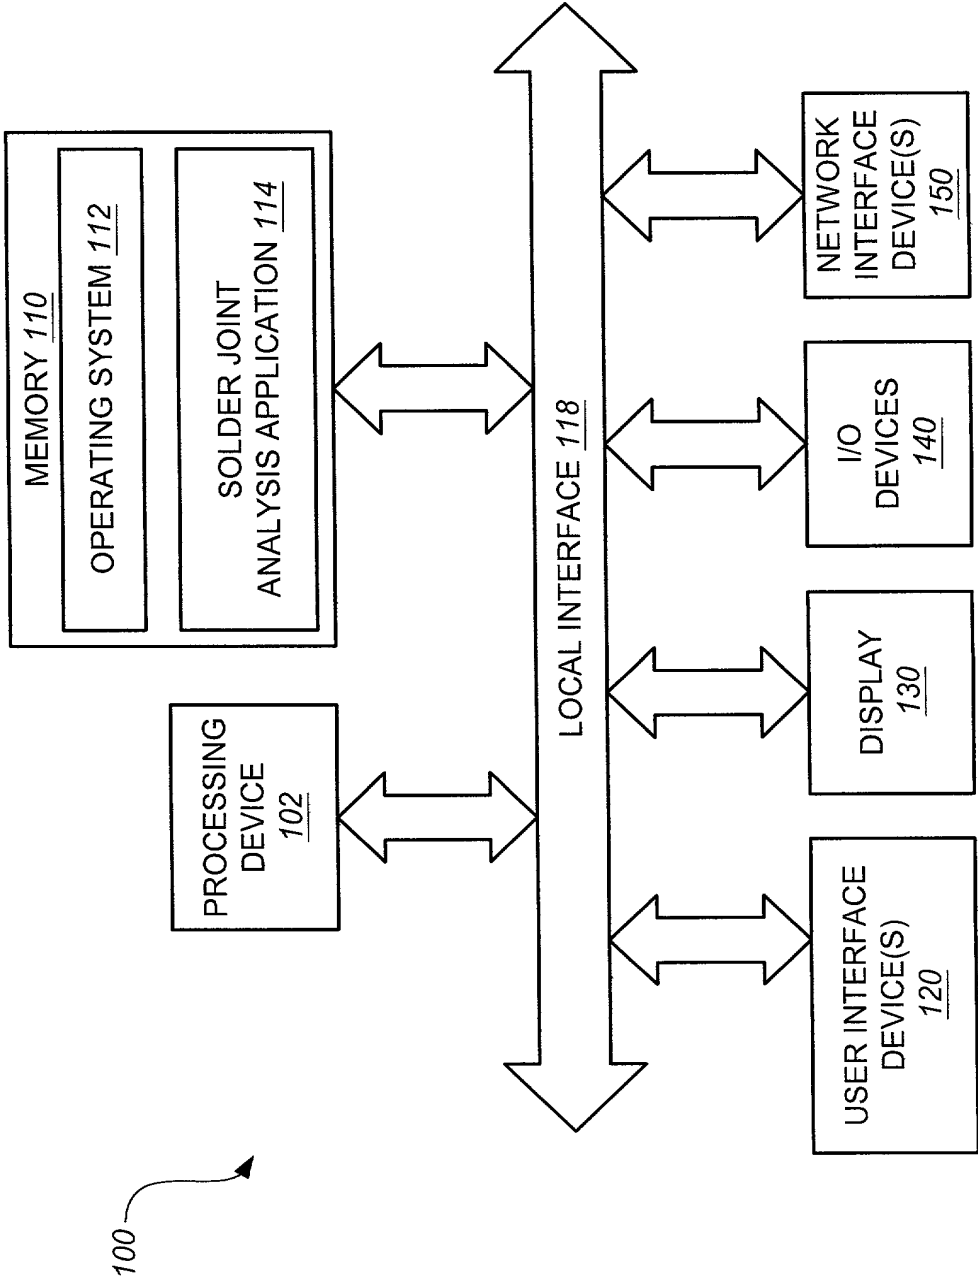 100
PROCESSING
DEVICE
102
MEMORY 110
OPERATING SYSTEM 112
SOLDER JOINT
ANALYSIS APPLICATION 114
LOCAL INTERFACE 118
USER INTERFACE
DEVICE(S)
120
DISPLAY
130
I/O
DEVICES
140
NETWORK
INTERFACE
DEVICE(S)
150